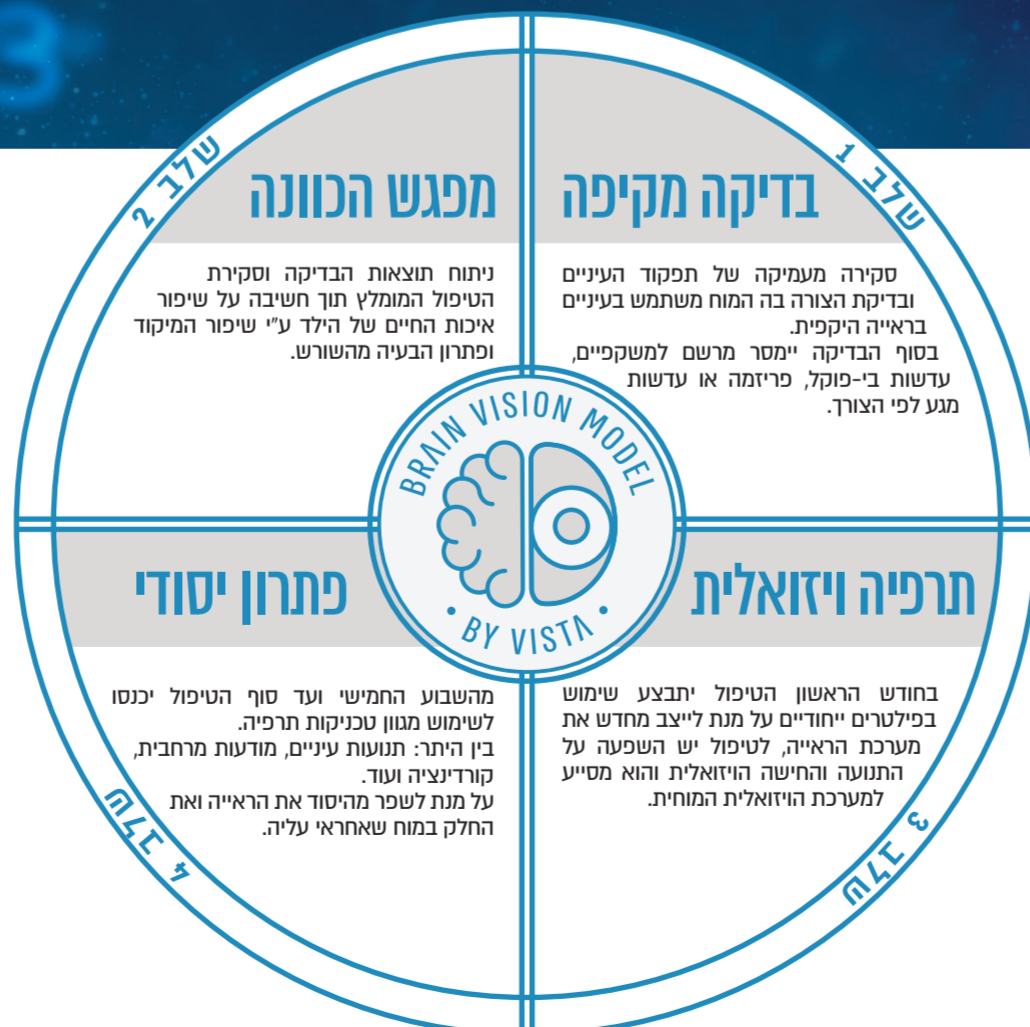 3
שלב 1
בדיקה מקיפה
סקירה מעמיקה של תפקוד העיניים
ובדיקת הצורה בה המוח משתמש בעיניים
בראייה היקפית.
בסוף הבדיקה יימסר מרשם למשקפיים,
עדשות בי-פוקל, פריזמה או עדשות
מגע לפי הצורך.
שלב 2
מפגש הכוונה
ניתוח תוצאות הבדיקה וסקירת
הטיפול המומלץ תוך חשיבה על שיפור
איכות החיים של הילד ע"י שיפור המיקוד
ופתרון הבעיה מהשורש.
BRAIN VISION MODEL
• BY VISTA •
שלב 3
תרפיה ויזואלית
בחודש הראשון הטיפול יתבצע שימוש
בפילטרים ייחודיים על מנת לייצב מחדש את
מערכת הראייה, לטיפול יש השפעה על
התנועה והחישה הויזואלית והוא מסייע
למערכת הויזואלית המוחית.
שלב 4
פתרון יסודי
מהשבוע החמישי ועד סוף הטיפול יכנסו
לשימוש מגוון טכניקות תרפיה.
בין היתר: תנועות עיניים, מודעות מרחבית,
קורדינציה ועוד.
על מנת לשפר מהיסוד את הראייה ואת
החלק במוח שאחראי עליה.